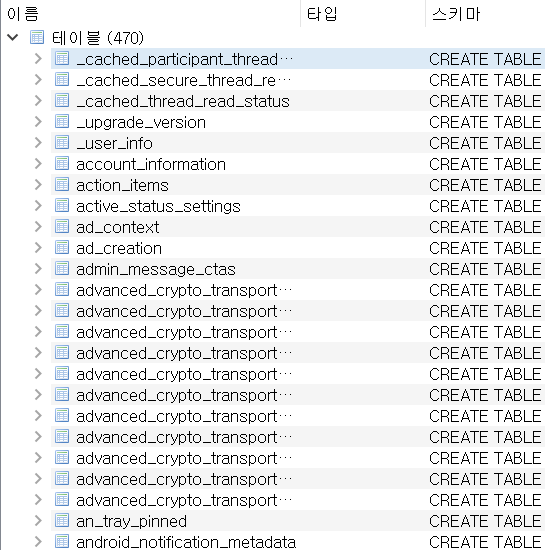 이름 타입 스키마
테이블 (470)
_cached_participant_thread… CREATE TABLE
_cached_secure_thread_re… CREATE TABLE
_cached_thread_read_status CREATE TABLE
_upgrade_version CREATE TABLE
_user_info CREATE TABLE
account_information CREATE TABLE
action_items CREATE TABLE
active_status_settings CREATE TABLE
ad_context CREATE TABLE
ad_creation CREATE TABLE
admin_message_ctas CREATE TABLE
advanced_crypto_transport… CREATE TABLE
advanced_crypto_transport… CREATE TABLE
advanced_crypto_transport… CREATE TABLE
advanced_crypto_transport… CREATE TABLE
advanced_crypto_transport… CREATE TABLE
advanced_crypto_transport… CREATE TABLE
advanced_crypto_transport… CREATE TABLE
advanced_crypto_transport… CREATE TABLE
advanced_crypto_transport… CREATE TABLE
advanced_crypto_transport… CREATE TABLE
advanced_crypto_transport… CREATE TABLE
an_tray_pinned CREATE TABLE
android_notification_metadata CREATE TABLE